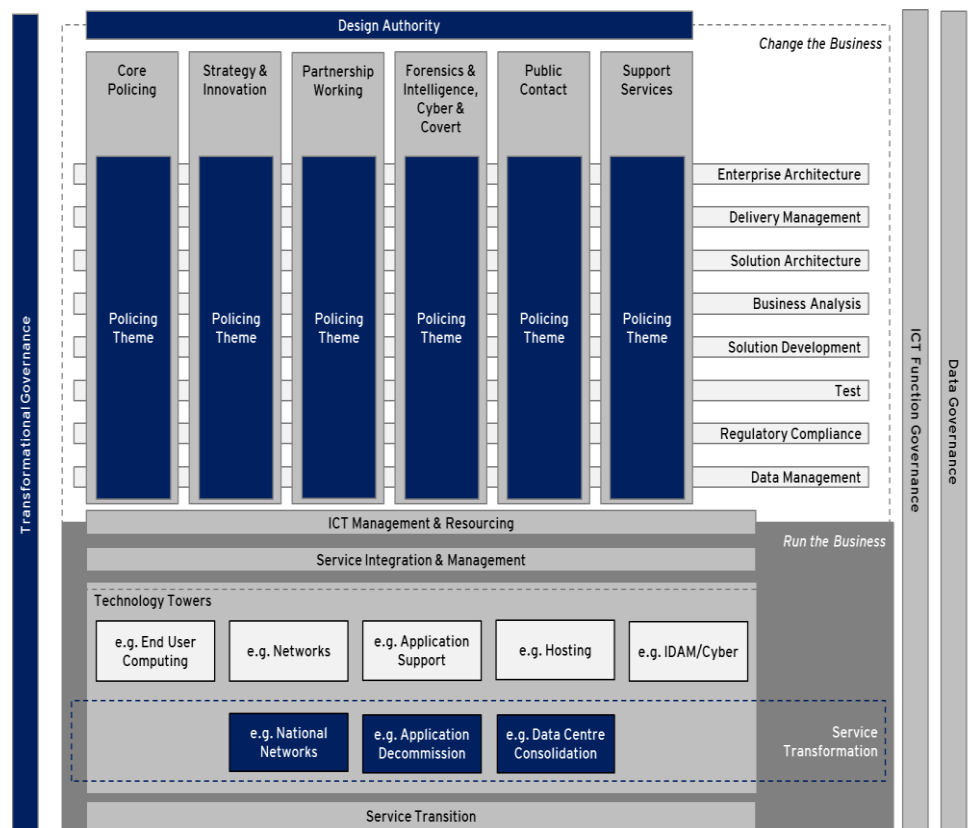 Design Authority
Change the Business
Core
Policing
Strategy &
Innovation
Partnership
Working
Forensics &
Intelligence,
Cyber &
Covert
Public
Contact
Support
Services
Enterprise Architecture
Delivery Management
Solution Architecture
Business Analysis
Solution Development
Test
Regulatory Compliance
Data Management
Policing
Theme
Policing
Theme
Policing
Theme
Policing
Theme
Policing
Theme
Policing
Theme
Transformational Governance
ICT Function Governance
Data Governance
ICT Management & Resourcing
Run the Business
Service Integration & Management
Technology Towers
e.g. End User
Computing
e.g. Networks
e.g. Application
Support
e.g. Hosting
e.g. IDAM/Cyber
e.g. National
Networks
e.g. Application
Decommission
e.g. Data Centre
Consolidation
Service
Transformation
Service Transition